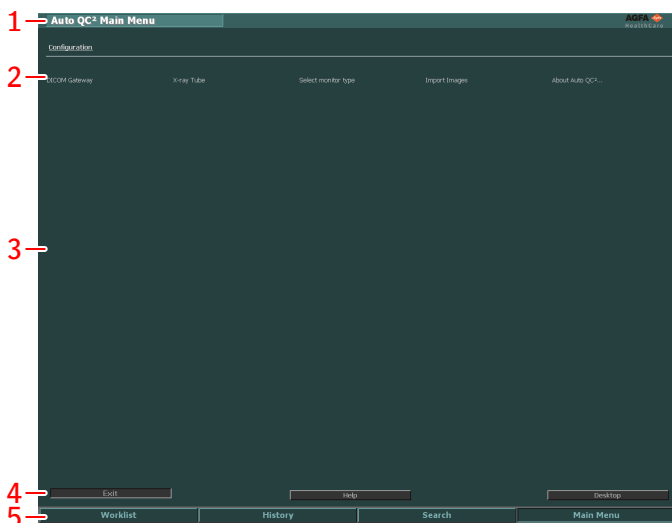 1 Auto QC² Main Menu AGFA
HealthCare
Configuration
2 DICOM Gateway X-ray Tube Select monitor type Import Images About Auto QC²...
3
4 Exit Help Desktop
5 Worklist History Search Main Menu